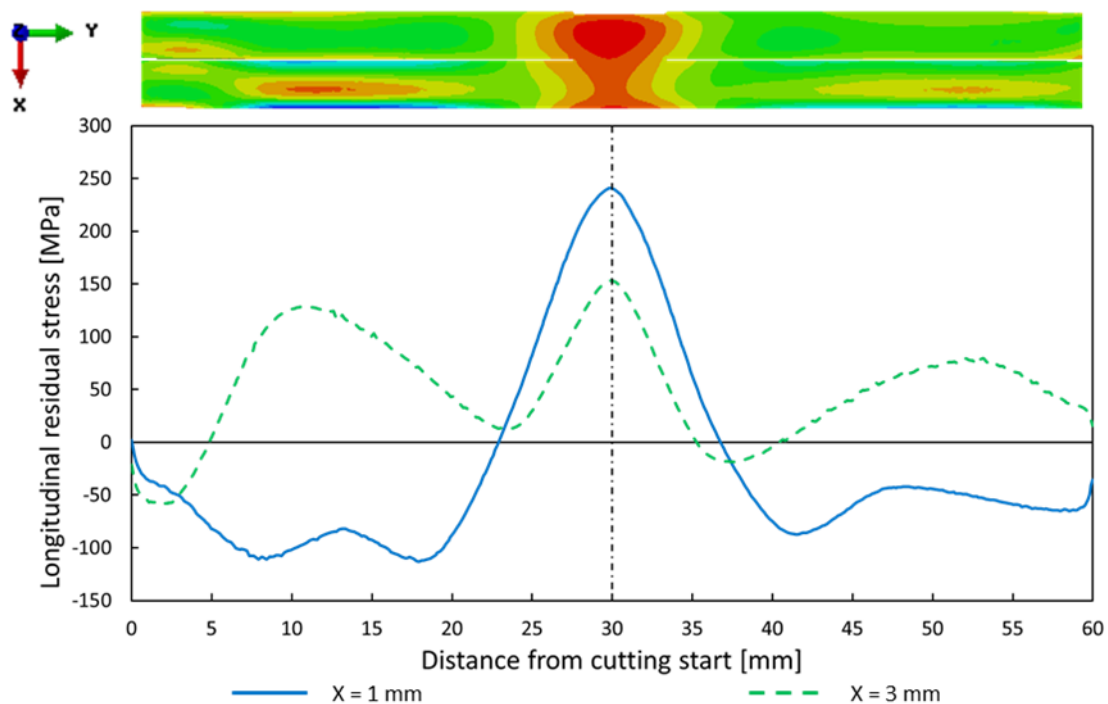 Z
Y
X
Longitudinal residual stress [MPa]
300
250
200
150
100
50
0
-50
-100
-150
0 5 10 15 20 25 30 35 40 45 50 55 60
Distance from cutting start [mm]
X = 1 mm X = 3 mm